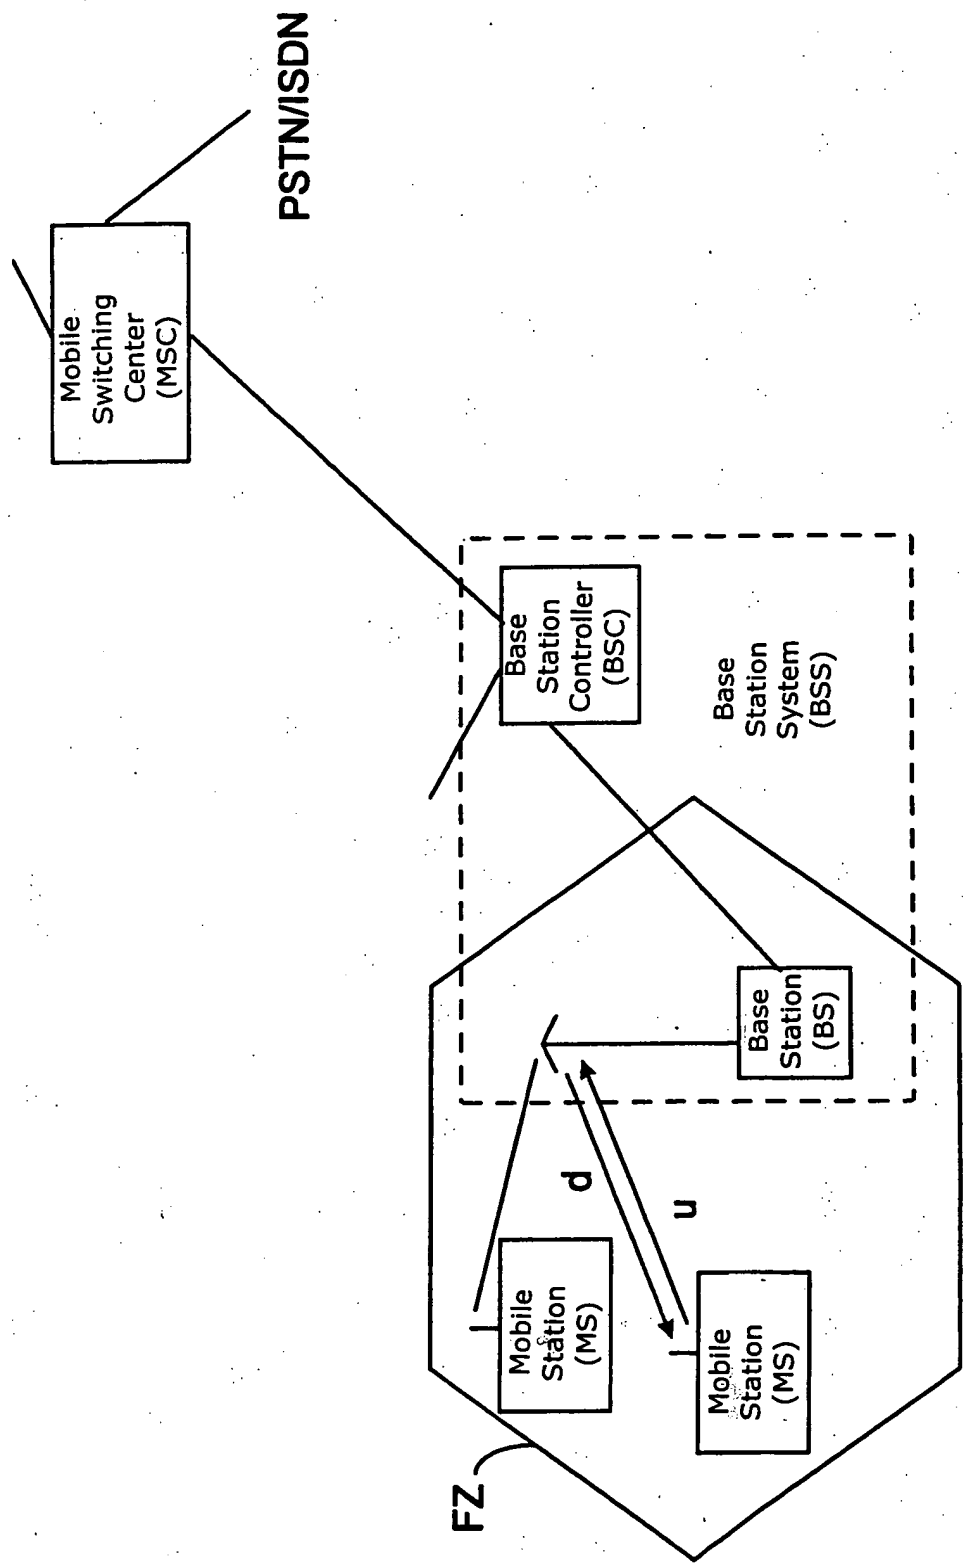 PSTN/ISDN
Mobile
Switching
Center
(MSC)
Base
Station
Controller
(BSC)
Base
Station
System
(BSS)
Base
Station
(BS)
d
u
Mobile
Station
(MS)
Mobile
Station
(MS)
FZ